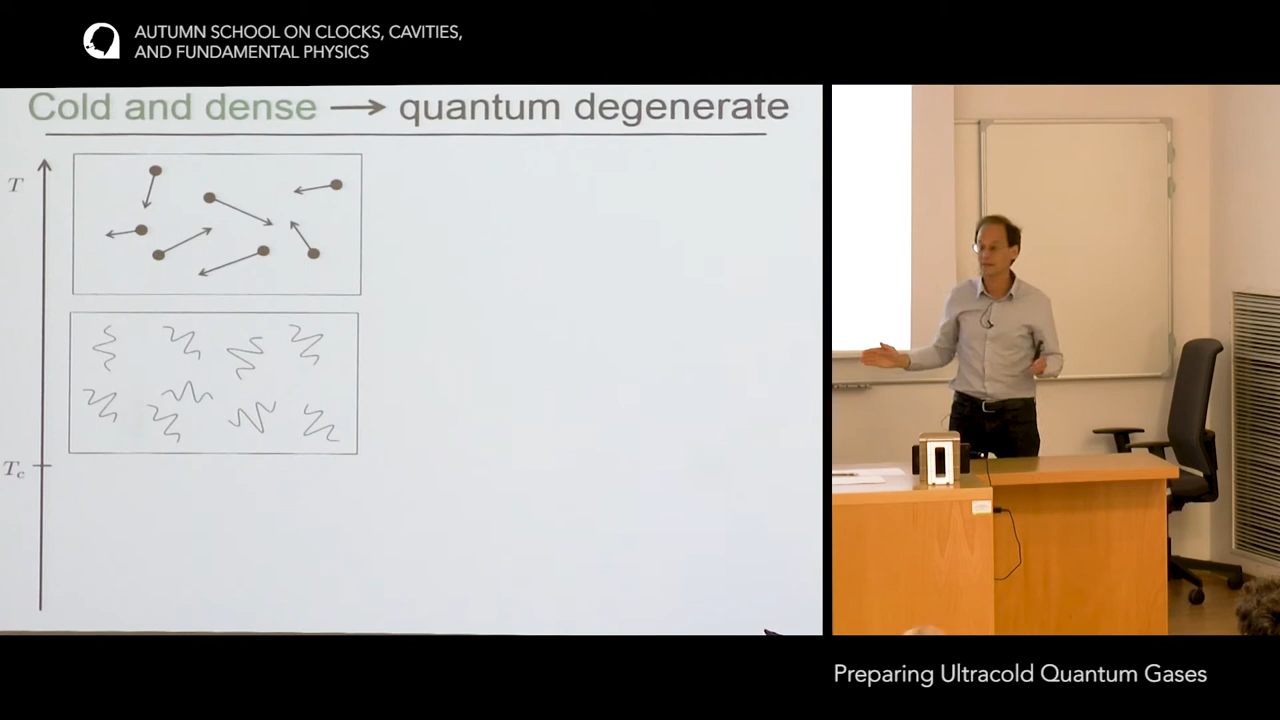 AUTUMN SCHOOL ON CLOCKS, CAVITIES,
AND FUNDAMENTAL PHYSICS
Cold and dense → quantum degenerate
T
Tc
Preparing Ultracold Quantum Gases